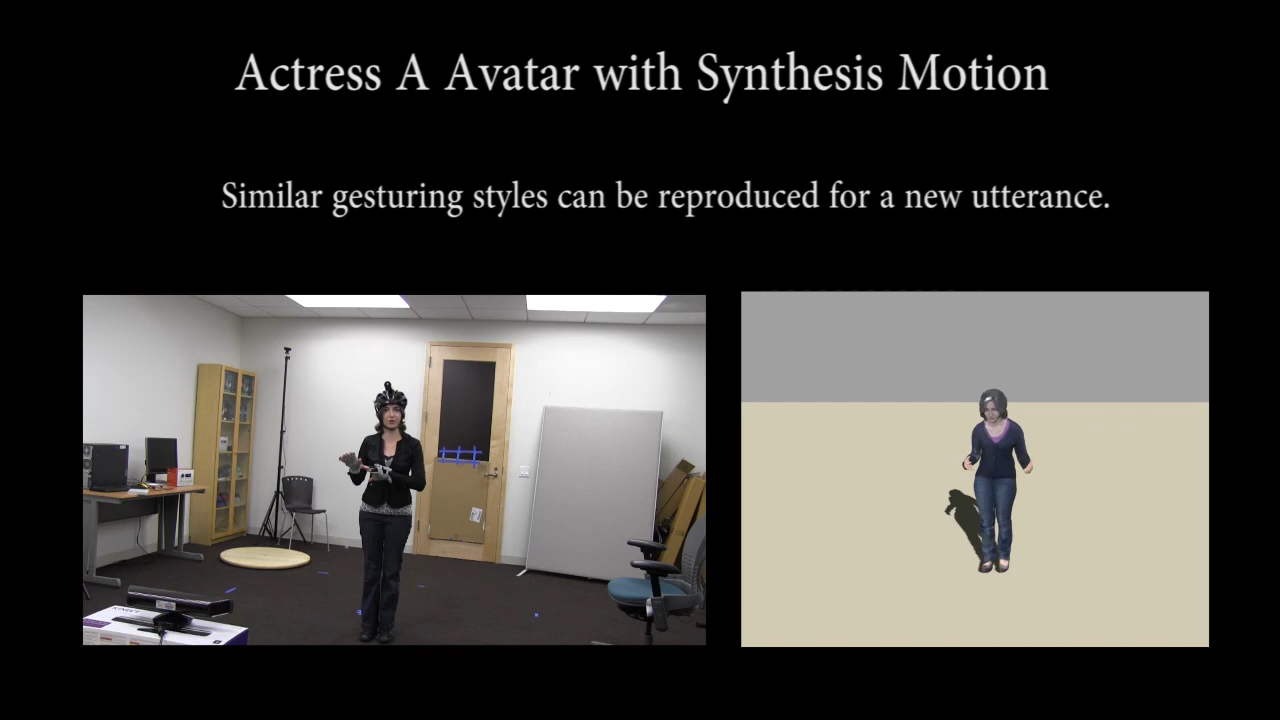 Actress A Avatar with Synthesis Motion
Similar gesturing styles can be reproduced for a new utterance.